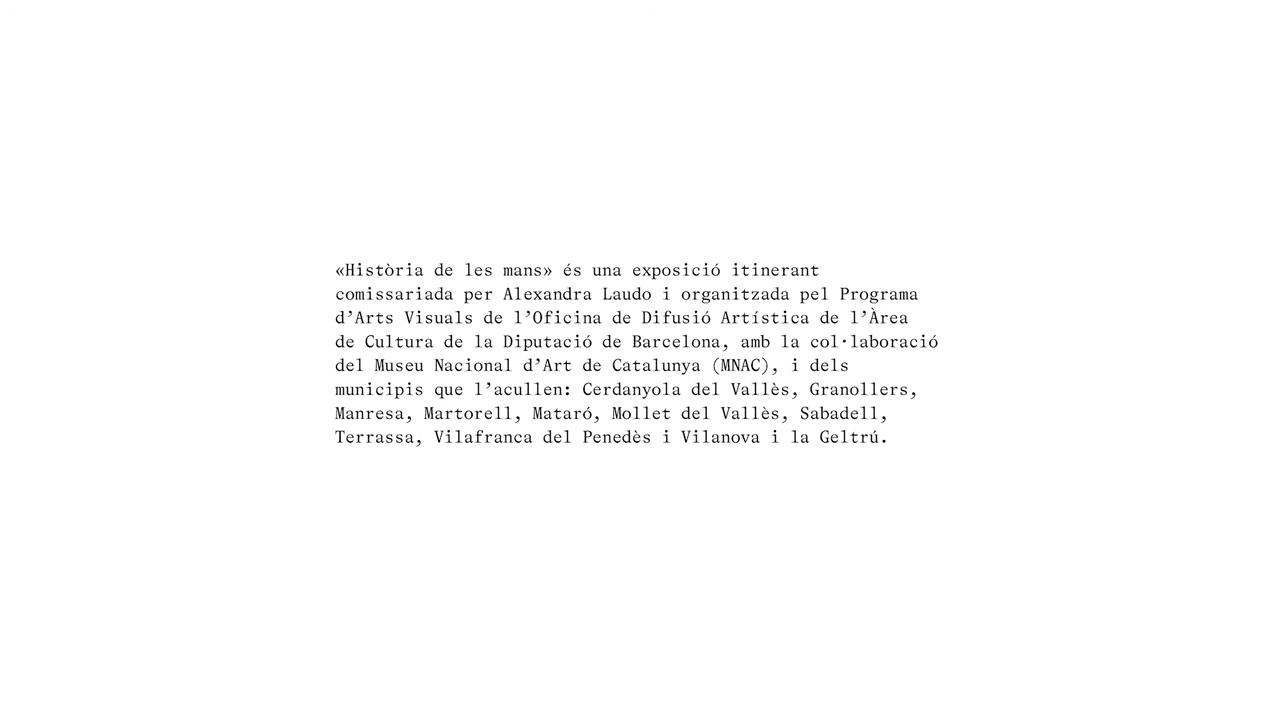 «Història de les mans» és una exposició itinerant
comissariada per Alexandra Laudo i organitzada pel Programa
d’Arts Visuals de l’Oficina de Difusió Artística de l’Àrea
de Cultura de la Diputació de Barcelona, amb la col·laboració
del Museu Nacional d’Art de Catalunya (MNAC), i dels
municipis que l’acullen: Cerdanyola del Vallès, Granollers,
Manresa, Martorell, Mataró, Mollet del Vallès, Sabadell,
Terrassa, Vilafranca del Penedès i Vilanova i la Geltrú.